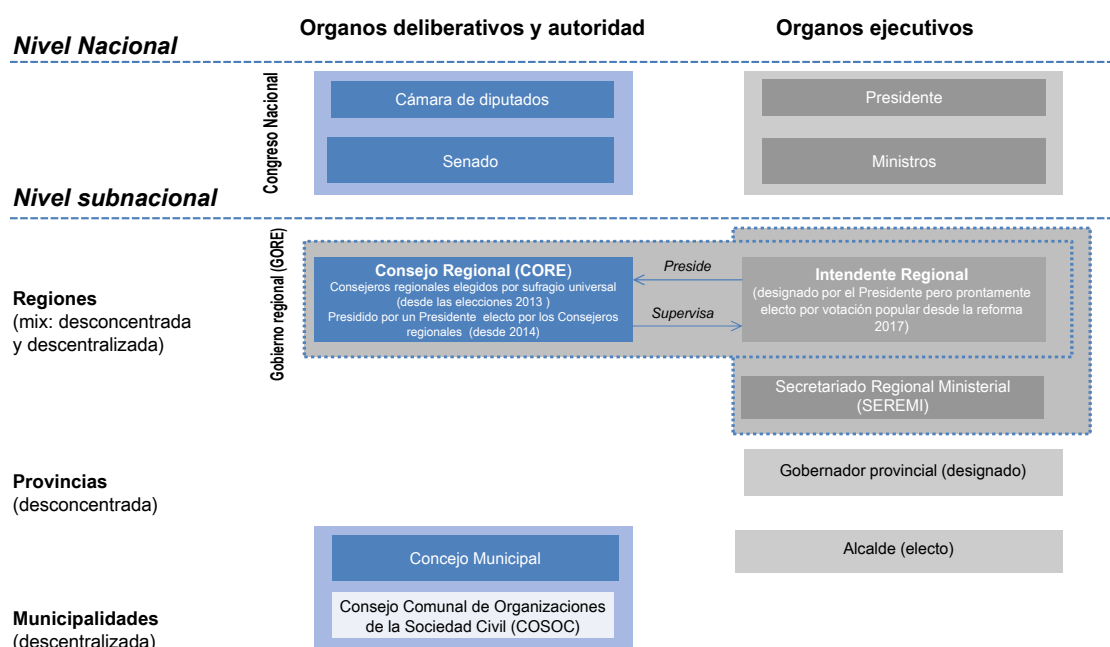 Organos deliberativos y autoridad
Organos ejecutivos
Nivel Nacional
Congreso Nacional
Cámara de diputados
Senado
Presidente
Ministros
Nivel subnacional
Gobierno regional (GORE)
Regiones
(mix: desconcentrada
y descentralizada)
Consejo Regional (CORE)
Consejeros regionales elegidos por sufragio universal
(desde las elecciones 2013 )
Presidido por un Presidente electo por los Consejeros
regionales (desde 2014)
Preside
Supervisa
Intendente Regional
(designado por el Presidente pero prontamente
electo por votación popular desde la reforma
2017)
Secretariado Regional Ministerial
(SEREMI)
Provincias
(desconcentrada)
Gobernador provincial (designado)
Concejo Municipal
Alcalde (electo)
Municipalidades
(descentralizada)
Consejo Comunal de Organizaciones
de la Sociedad Civil (COSOC)